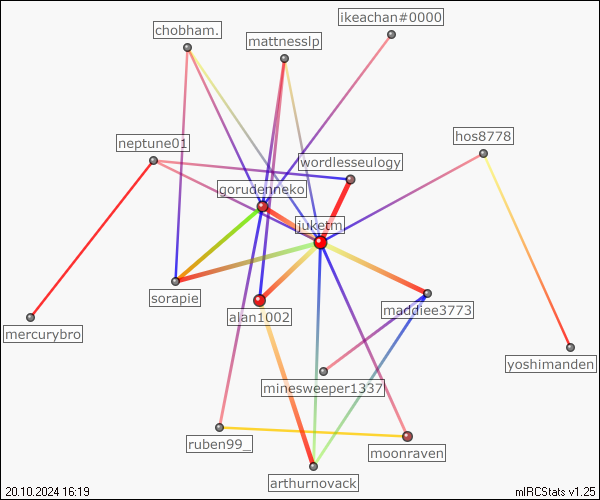 ikeachan#0000
chobham.
mattnesslp
neptune01
hos8778
wordlesseulogy
gorudenneko
juketm
sorapie
alan1002
maddiee3773
mercurybro
yoshimanden
minesweeper1337
ruben99_
moonraven
arthurnovack
20.10.2024 16:19
mIRCStats v1.25